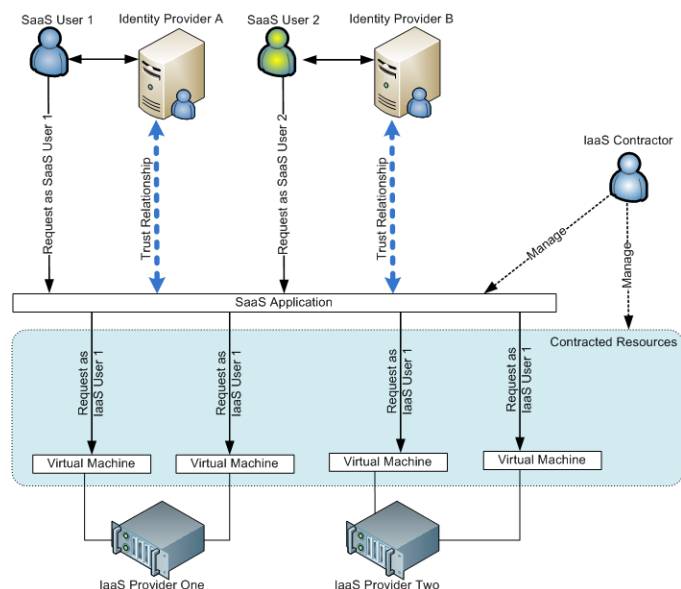 SaaS User 1
Identity Provider A
SaaS User 2
Identity Provider B
IaaS Contractor
Request as SaaS User 1
Trust Relationship
Request as SaaS User 2
Trust Relationship
Manage
Manage
SaaS Application
Contracted Resources
Request as
IaaS User 1
Request as
IaaS User 1
Request as
IaaS User 1
Request as
IaaS User 1
Virtual Machine
Virtual Machine
Virtual Machine
Virtual Machine
IaaS Provider One
IaaS Provider Two